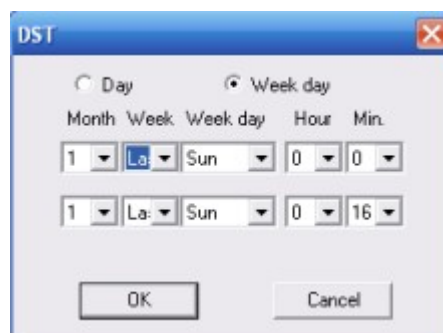 DST
Day Week day
Month Week Week day Hour Min.
1 La: Sun 0 0
1 La: Sun 0 16
OK Cancel